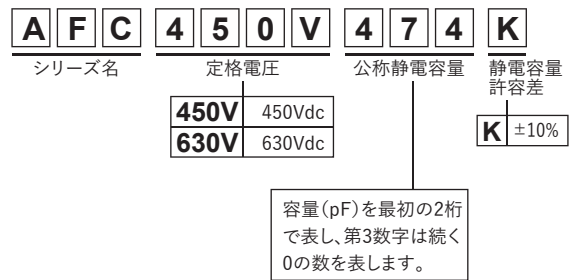 A F C 4 5 0 V 4 7 4 K
シリーズ名 定格電圧 公称静電容量 静電容量
許容差
450V 450Vdc
630V 630Vdc
K ±10%
容量(pF)を最初の2桁
で表し、第3数字は続く
0の数を表します。